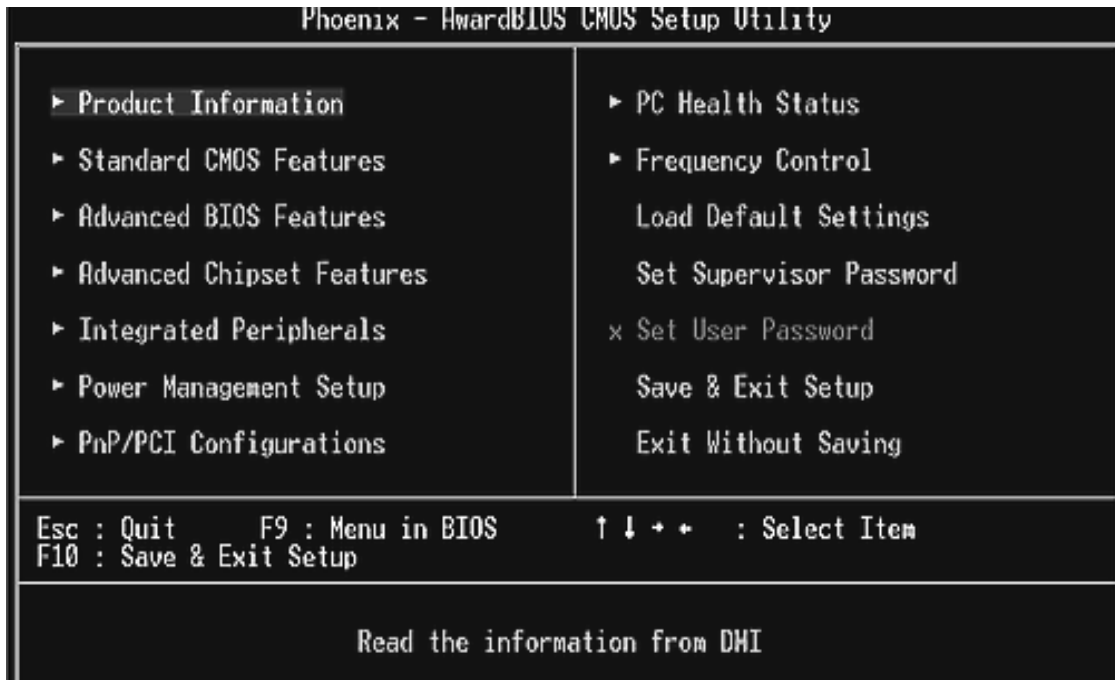 Phoenix - AwardBIOS CMOS Setup Utility
▸ Product Information
▸ Standard CMOS Features
▸ Advanced BIOS Features
▸ Advanced Chipset Features
▸ Integrated Peripherals
▸ Power Management Setup
▸ PnP/PCI Configurations
▸ PC Health Status
▸ Frequency Control
Load Default Settings
Set Supervisor Password
x Set User Password
Save & Exit Setup
Exit Without Saving
Esc : Quit F9 : Menu in BIOS ↑ ↓ → ← : Select Item
F10 : Save & Exit Setup
Read the information from DMI